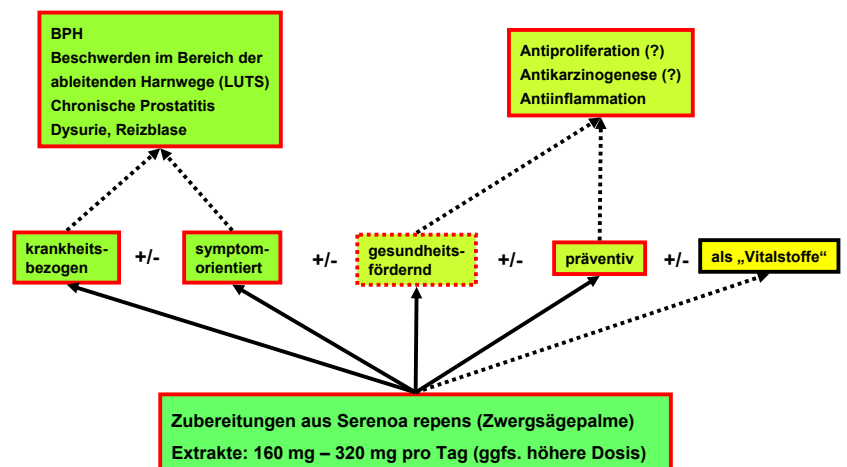 BPH
Beschwerden im Bereich der
ableitenden Harnwege (LUTS)
Chronische Prostatitis
Dysurie, Reizblase
Antiproliferation (?)
Antikarzinogenese (?)
Antiinflammation
krankheits-
bezogen
+/-
symptom-
orientiert
+/-
gesundheits-
fördernd
+/-
präventiv
+/-
als „Vitalstoffe“
Zubereitungen aus Serenoa repens (Zwergsägepalme)
Extrakte: 160 mg – 320 mg pro Tag (ggfs. höhere Dosis)